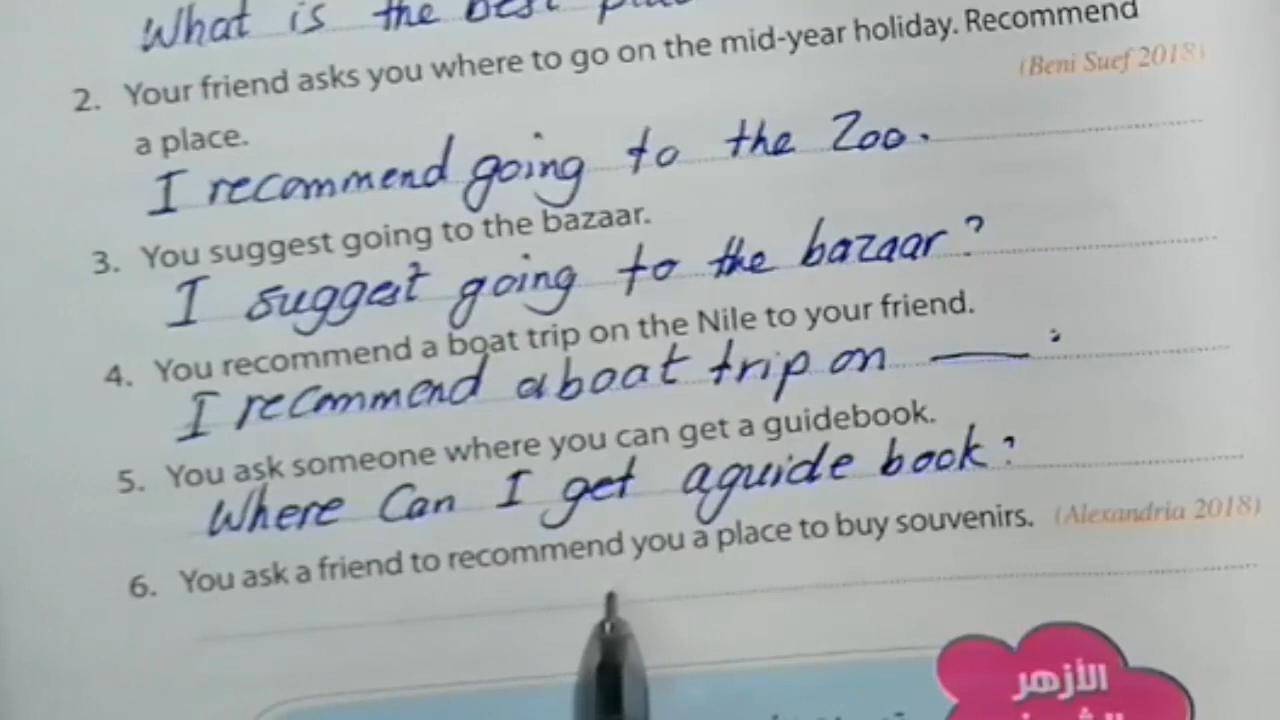 What is the best
2. Your friend asks you where to go on the mid-year holiday. Recommend
a place. (Beni Suef 2018)
I recommend going to the Zoo.
3. You suggest going to the bazaar.
I suggest going to the bazaar?
4. You recommend a boat trip on the Nile to your friend.
I recommend a boat trip on
5. You ask someone where you can get a guidebook.
Where Can I get aguide book?
6. You ask a friend to recommend you a place to buy souvenirs. (Alexandria 2018)
الأزهر